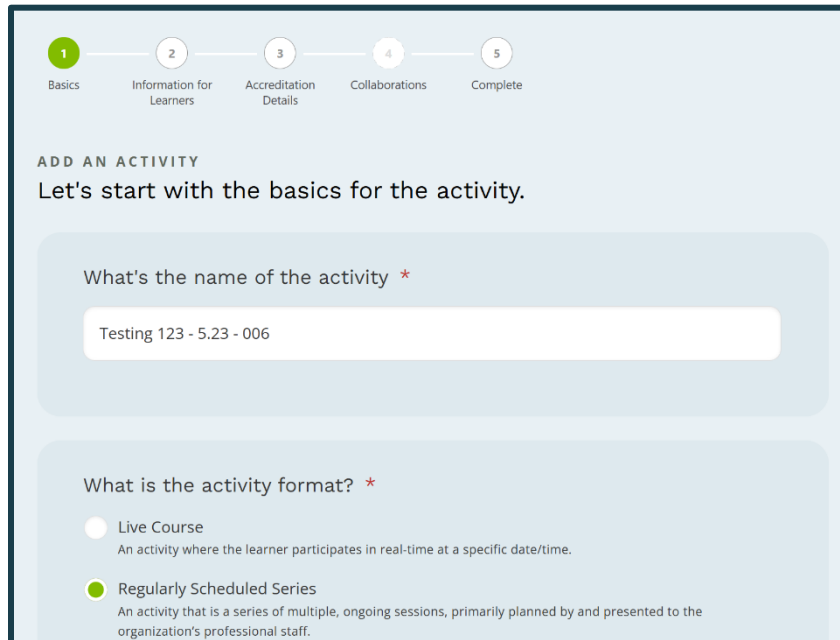 1 2 3 4 5
Basics Information for Accreditation Collaborations Complete
Learners Details
ADD AN ACTIVITY
Let's start with the basics for the activity.
What's the name of the activity *
Testing 123 - 5.23 - 006
What is the activity format? *
Live Course
An activity where the learner participates in real-time at a specific date/time.
Regularly Scheduled Series
An activity that is a series of multiple, ongoing sessions, primarily planned by and presented to the
organization's professional staff.